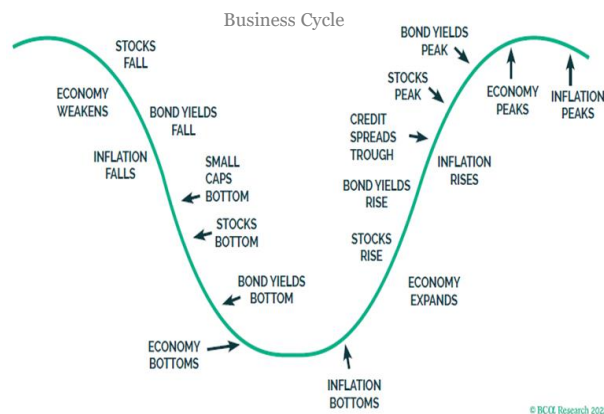 Business Cycle
STOCKS
FALL
ECONOMY
WEAKENS
BOND YIELDS
FALL
INFLATION
FALLS
SMALL
CAPS
BOTTOM
STOCKS
BOTTOM
BOND YIELDS
BOTTOM
ECONOMY
BOTTOMS
INFLATION
BOTTOMS
ECONOMY
EXPANDS
STOCKS
RISE
BOND YIELDS
RISE
INFLATION
RISES
CREDIT
SPREADS
TROUGH
STOCKS
PEAK
BOND YIELDS
PEAK
ECONOMY
PEAKS
INFLATION
PEAKS
© BCα Research